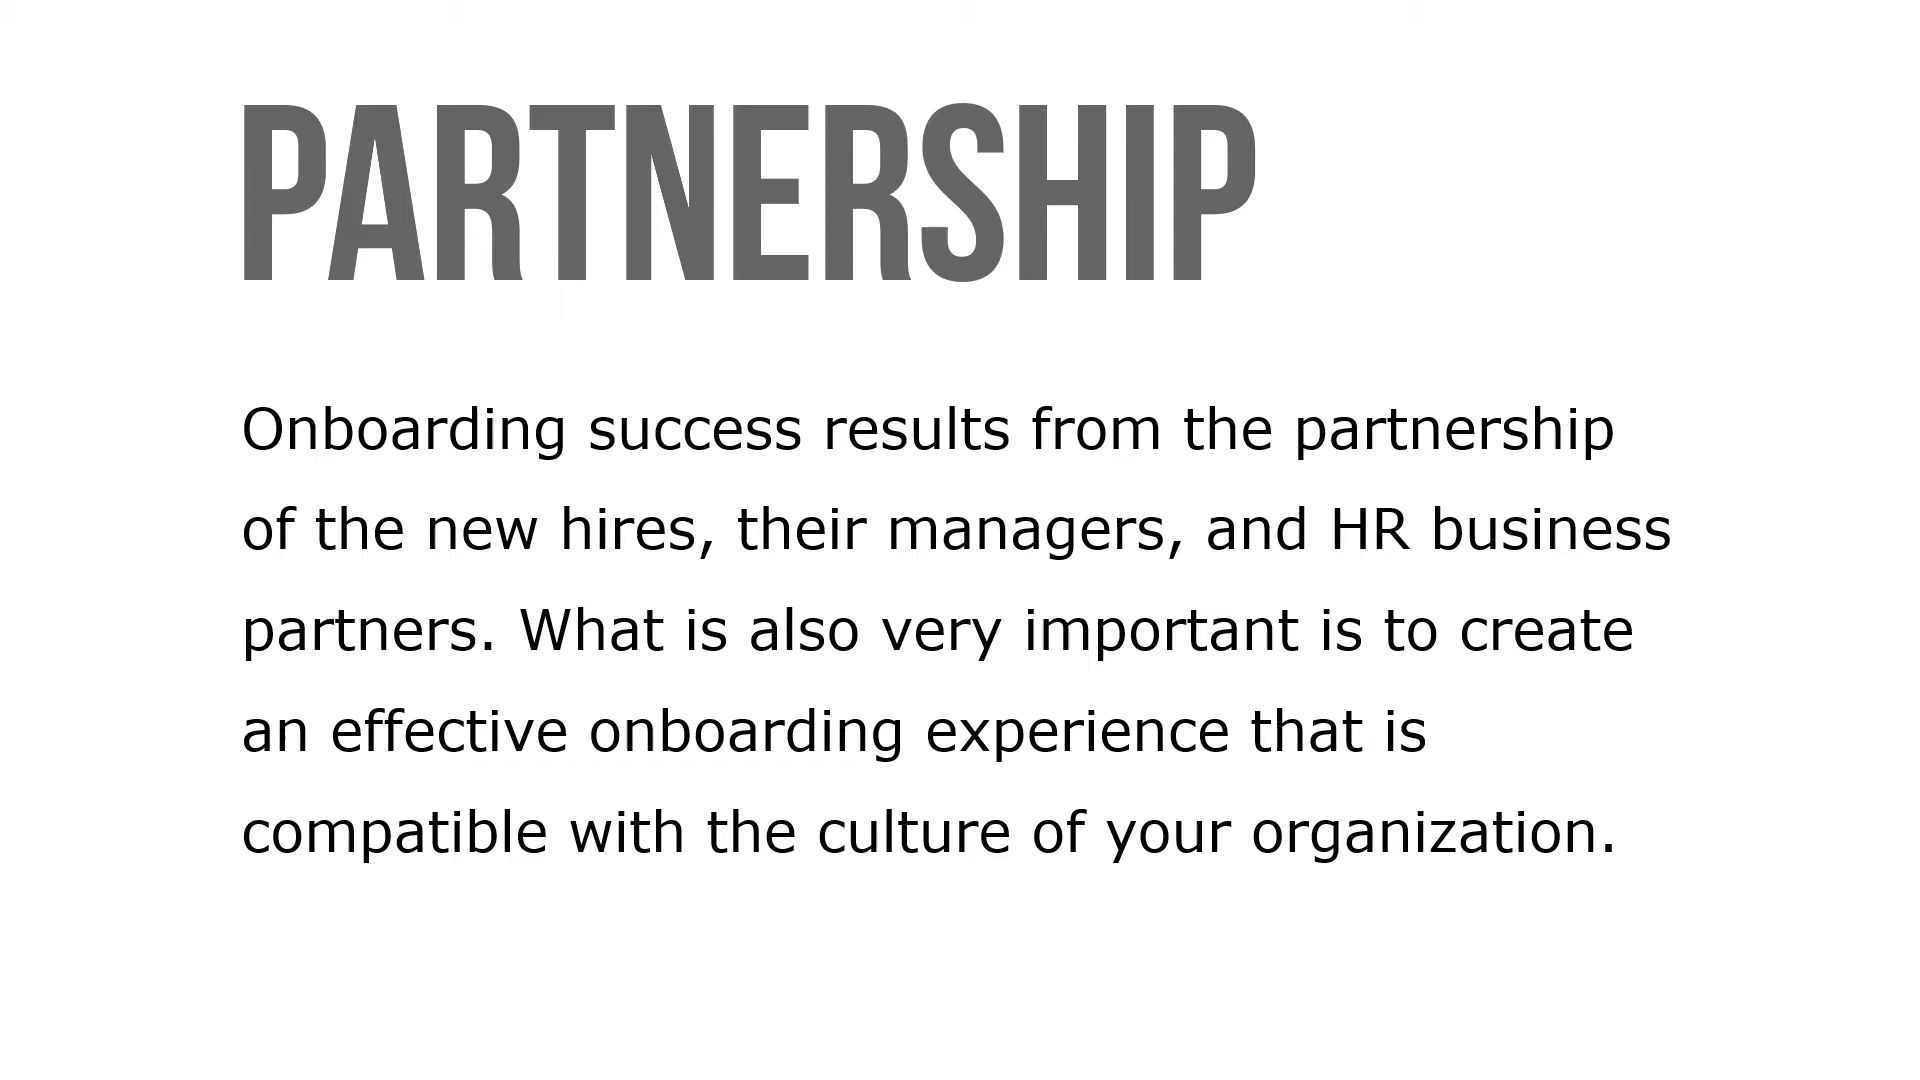 PARTNERSHIP
Onboarding success results from the partnership
of the new hires, their managers, and HR business
partners. What is also very important is to create
an effective onboarding experience that is
compatible with the culture of your organization.